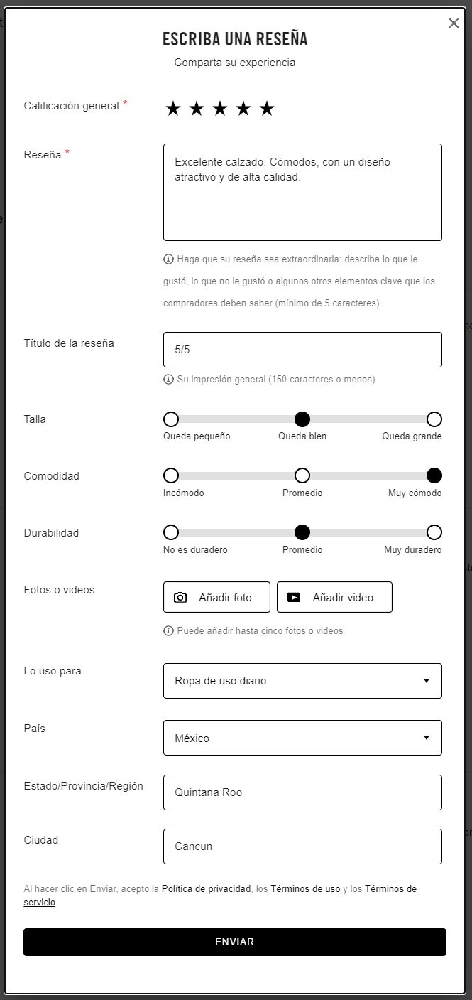 ESCRIBA UNA RESEÑA
Comparta su experiencia
Calificación general *
Reseña *
Excelente calzado. Cómodos, con un diseño
atractivo y de alta calidad.
Haga que su reseña sea extraordinaria: describa lo que le
gustó, lo que no le gustó o algunos otros elementos clave que los
compradores deben saber (mínimo de 5 caracteres).
Título de la reseña
5/5
Su impresión general (150 caracteres o menos)
Talla
Queda pequeño Queda bien Queda grande
Comodidad
Incómodo Promedio Muy cómodo
Durabilidad
No es duradero Promedio Muy duradero
Fotos o videos
Añadir foto Añadir video
Puede añadir hasta cinco fotos o videos
Lo uso para
Ropa de uso diario
País
México
Estado/Provincia/Región
Quintana Roo
Ciudad
Cancun
Al hacer clic en Enviar, acepto la Política de privacidad, los Términos de uso y los Términos de
servicio.
ENVIAR